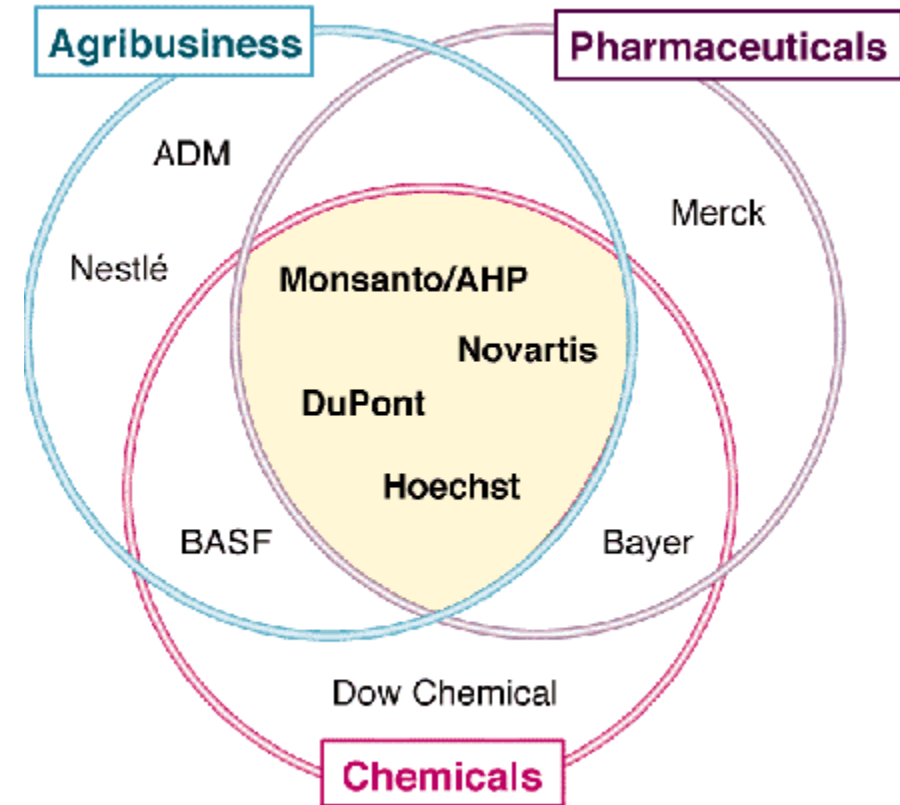 Agribusiness
Pharmaceuticals
ADM
Merck
Nestlé
Monsanto/AHP
Novartis
DuPont
Hoechst
BASF
Bayer
Dow Chemical
Chemicals